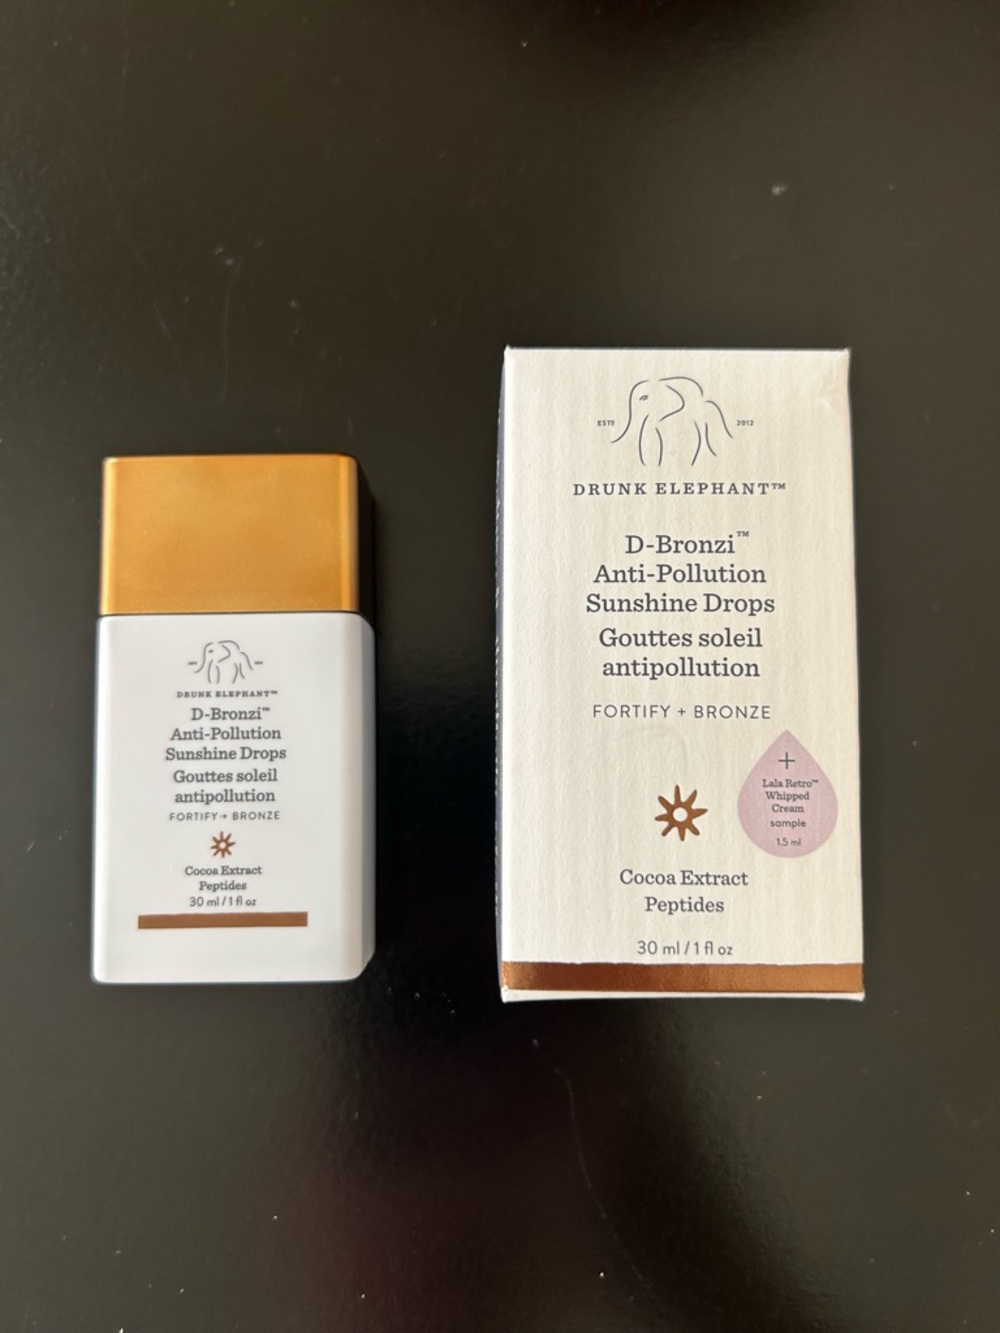 DRUNK ELEPHANT™
D-Bronzi™
Anti-Pollution
Sunshine Drops
Gouttes soleil
antipollution
FORTIFY + BRONZE
Cocoa Extract
Peptides
30 ml / 1 fl oz
ESTD 2012
DRUNK ELEPHANT™
D-Bronzi™
Anti-Pollution
Sunshine Drops
Gouttes soleil
antipollution
FORTIFY + BRONZE
+
Lala Retro™
Whipped
Cream
sample
1.5 ml
Cocoa Extract
Peptides
30 ml / 1 fl oz